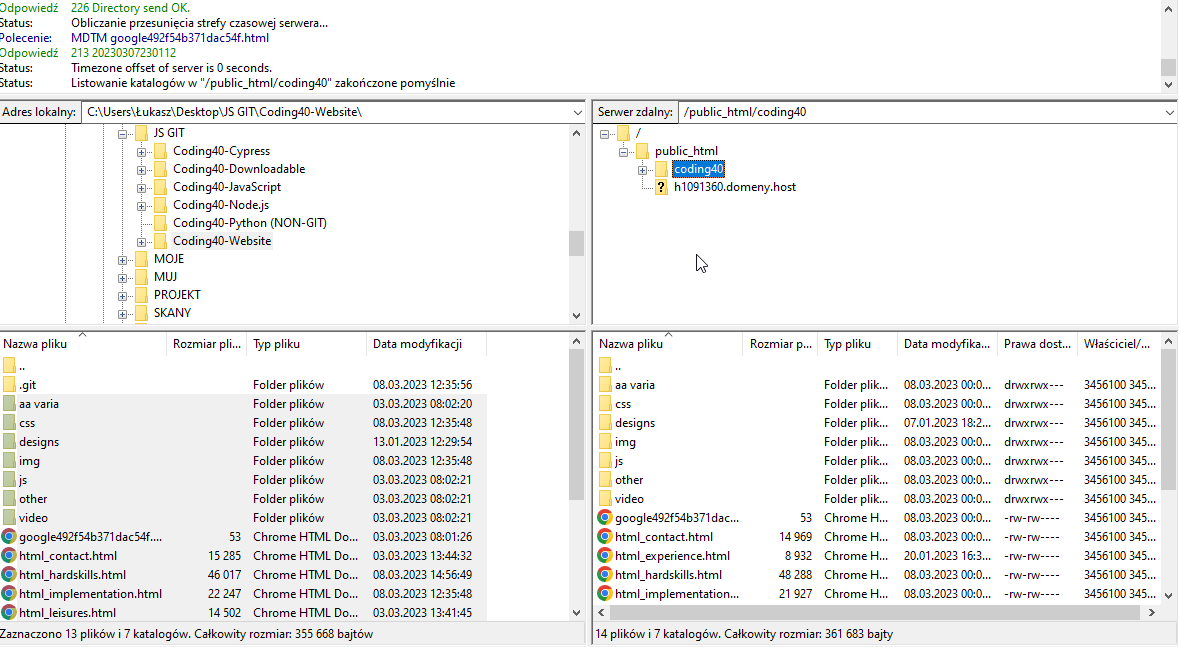 Odpowiedź 226 Directory send OK.
Status: Obliczanie przesunięcia strefy czasowej serwera...
Polecenie: MDTM google492f54b371dac54f.html
Odpowiedź 213 20230307230112
Status: Timezone offset of server is 0 seconds.
Status: Listowanie katalogów w "/public_html/coding40" zakończone pomyślnie
Adres lokalny: C:\Users\Łukasz\Desktop\JS GIT\Coding40-Website\
JS GIT
Coding40-Cypress
Coding40-Downloadable
Coding40-JavaScript
Coding40-Node.js
Coding40-Python (NON-GIT)
Coding40-Website
MOJE
MUJ
PROJEKT
SKANY
Serwer zdalny: /public_html/coding40
/
public_html
coding40
? h1091360.domeny.host
Nazwa pliku Rozmiar pli... Typ pliku Data modyfikacji
..
.git Folder plików 08.03.2023 12:35:56
aa varia Folder plików 03.03.2023 08:02:20
css Folder plików 08.03.2023 12:35:48
designs Folder plików 13.01.2023 12:29:54
img Folder plików 08.03.2023 12:35:48
js Folder plików 03.03.2023 08:02:21
other Folder plików 03.03.2023 08:02:21
video Folder plików 03.03.2023 08:02:21
google492f54b371dac54f.... 53 Chrome HTML Do... 03.03.2023 08:01:26
html_contact.html 15 285 Chrome HTML Do... 03.03.2023 13:44:32
html_hardskills.html 46 017 Chrome HTML Do... 08.03.2023 14:56:49
html_implementation.html 22 247 Chrome HTML Do... 08.03.2023 12:35:48
html_leisures.html 14 502 Chrome HTML Do... 03.03.2023 13:41:45
Zaznaczono 13 plików i 7 katalogów. Całkowity rozmiar: 355 668 bajtów
Nazwa pliku Rozmiar p... Typ pliku Data modyfika... Prawa dost... Właściciel/...
..
aa varia Folder plik... 08.03.2023 00:0... drwxrwx--- 3456100 345...
css Folder plik... 08.03.2023 00:0... drwxrwx--- 3456100 345...
designs Folder plik... 07.01.2023 18:2... drwxrwx--- 3456100 345...
img Folder plik... 08.03.2023 00:0... drwxrwx--- 3456100 345...
js Folder plik... 08.03.2023 00:0... drwxrwx--- 3456100 345...
other Folder plik... 08.03.2023 00:0... drwxrwx--- 3456100 345...
video Folder plik... 08.03.2023 00:0... drwxrwx--- 3456100 345...
google492f54b371dac... 53 Chrome H... 08.03.2023 00:0... -rw-rw---- 3456100 345...
html_contact.html 14 969 Chrome H... 08.03.2023 00:0... -rw-rw---- 3456100 345...
html_experience.html 8 932 Chrome H... 20.01.2023 16:3... -rw-rw---- 3456100 345...
html_hardskills.html 48 288 Chrome H... 08.03.2023 00:0... -rw-rw---- 3456100 345...
html_implementation... 21 927 Chrome H... 08.03.2023 00:0... -rw-rw---- 3456100 345...
14 plików i 7 katalogów. Całkowity rozmiar: 361 683 bajty